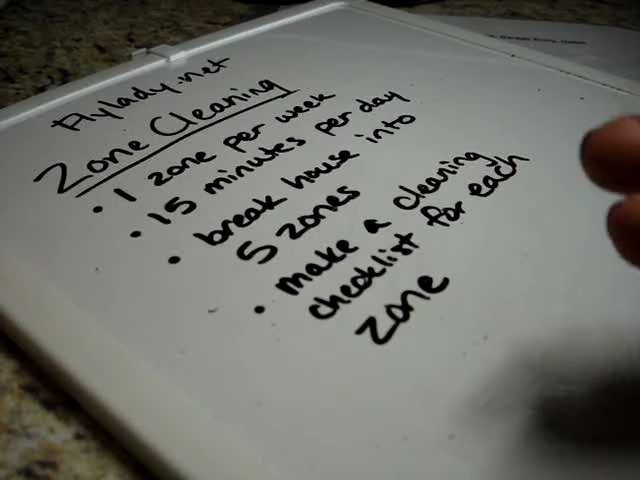 Flylady.net
Zone Cleaning
• 1 zone per week
• 15 minutes per day
• break house into
5 zones
• make a cleaning
checklist for each
zone